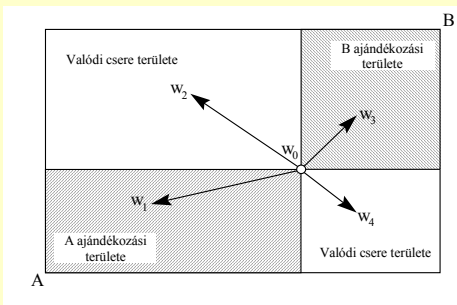 B
Valódi csere területe
B ajándékozási
területe
w2
w3
w0
w1
w4
A ajándékozási
területe
Valódi csere területe
A